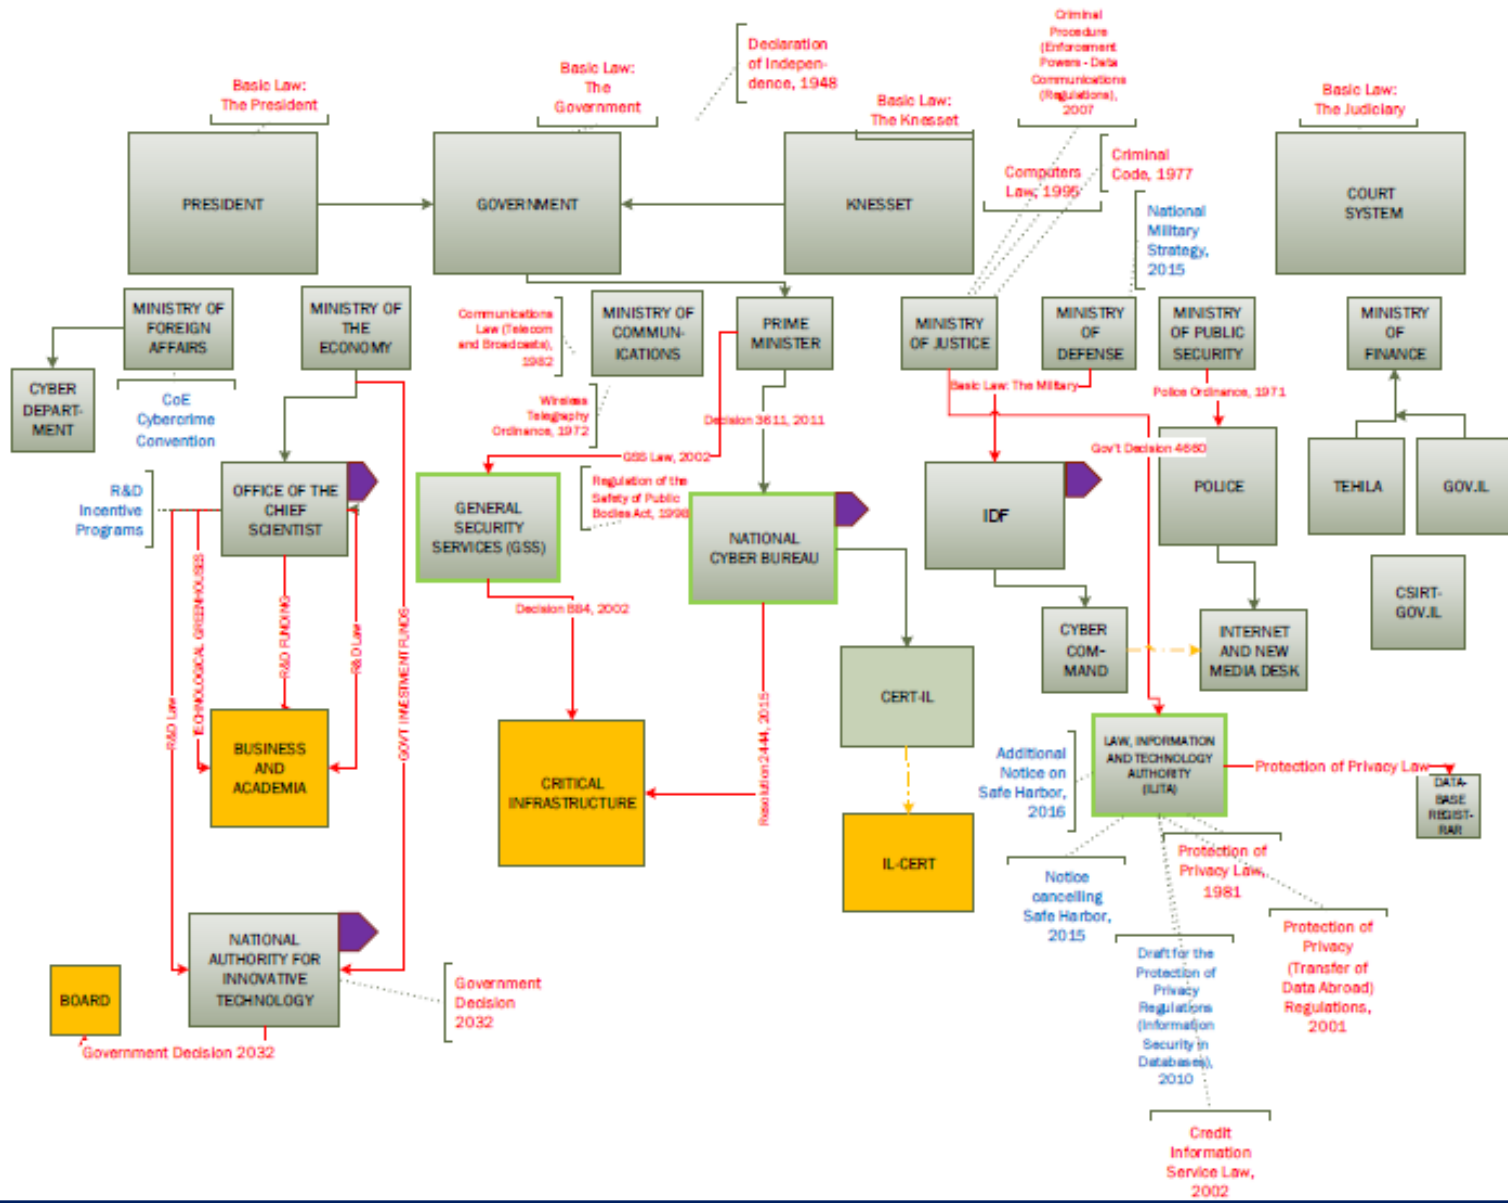 Criminal
Procedure
(Enforcement
Powers - Data
Communications
(Regulations),
2007
Declaration
of Indepen-
dence, 1948
Basic Law:
The President
Basic Law:
The
Government
Basic Law:
The Knesset
Basic Law:
The Judiciary
Computers
Law, 1995
Criminal
Code, 1977
PRESIDENT
GOVERNMENT
KNESSET
COURT
SYSTEM
National
Military
Strategy,
2015
MINISTRY OF
FOREIGN
AFFAIRS
MINISTRY OF
THE
ECONOMY
Communications
Law (Telecom
and Broadcasts),
1982
MINISTRY OF
COMMUN-
ICATIONS
PRIME
MINISTER
MINISTRY
OF JUSTICE
MINISTRY
OF
DEFENSE
MINISTRY
OF PUBLIC
SECURITY
MINISTRY
OF
FINANCE
CYBER
DEPART-
MENT
CoE
Cybercrime
Convention
Wireless
Telegraphy
Ordinance, 1972
Decision 3611, 2011
Basic Law: The Military
Police Ordinance, 1971
GSS Law, 2002
Gov't Decision 4660
R&D
Incentive
Programs
OFFICE OF THE
CHIEF
SCIENTIST
GENERAL
SECURITY
SERVICES (GSS)
Regulation of the
Safety of Public
Bodies Act, 1998
NATIONAL
CYBER BUREAU
IDF
POLICE
TEHILA
GOV.IL
CSIRT-
GOV.IL
R&D Law
TECHNOLOGICAL GREENHOUSES
R&D FUNDING
R&D Law
GOVT INVESTMENT FUNDS
Decision B84, 2002
Resolution 2444, 2015
CYBER
COM-
MAND
INTERNET
AND NEW
MEDIA DESK
CERT-IL
BUSINESS
AND
ACADEMIA
CRITICAL
INFRASTRUCTURE
Additional
Notice on
Safe Harbor,
2016
LAW, INFORMATION
AND TECHNOLOGY
AUTHORITY
(ILITA)
Protection of Privacy Law
DATA-
BASE
REGIST-
RAR
IL-CERT
Notice
cancelling
Safe Harbor,
2015
Protection of
Privacy Law,
1981
Protection of
Privacy
(Transfer of
Data Abroad)
Regulations,
2001
Draft for the
Protection of
Privacy
Regulations
(Information
Security in
Databases),
2010
Credit
Information
Service Law,
2002
NATIONAL
AUTHORITY FOR
INNOVATIVE
TECHNOLOGY
BOARD
Government
Decision
2032
Government Decision 2032